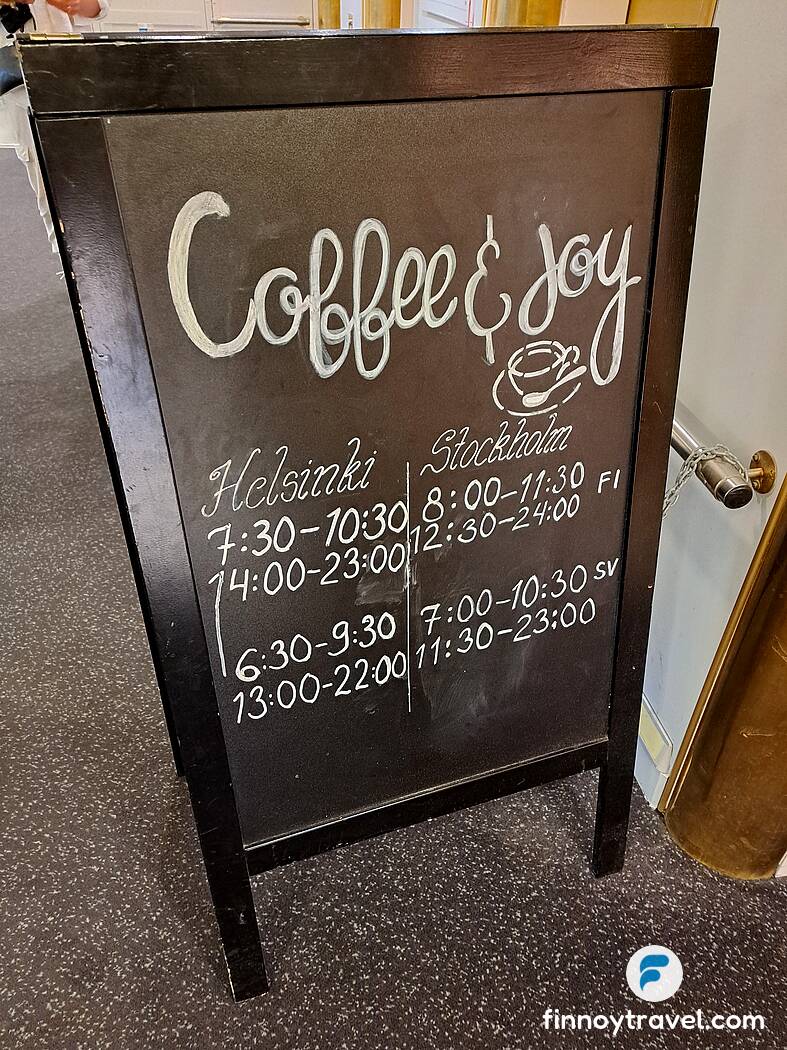 Coffee & Joy
Helsinki
7:30-10:30
14:00-23:00
6:30-9:30
13:00-22:00
Stockholm
8:00-11:30 FI
12:30-24:00
7:00-10:30 SV
11:30-23:00
finnoytravel.com